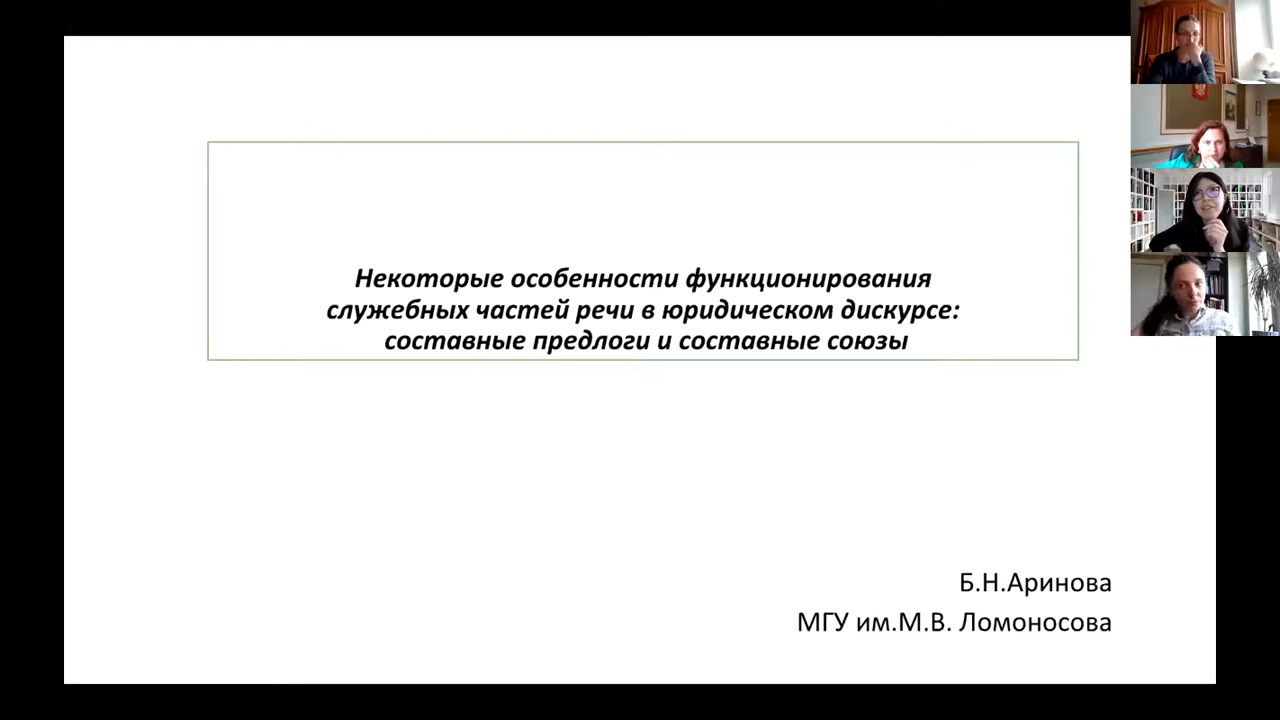 Некоторые особенности функционирования
служебных частей речи в юридическом дискурсе:
составные предлоги и составные союзы
Б.Н.Аринова
МГУ им.М.В. Ломоносова